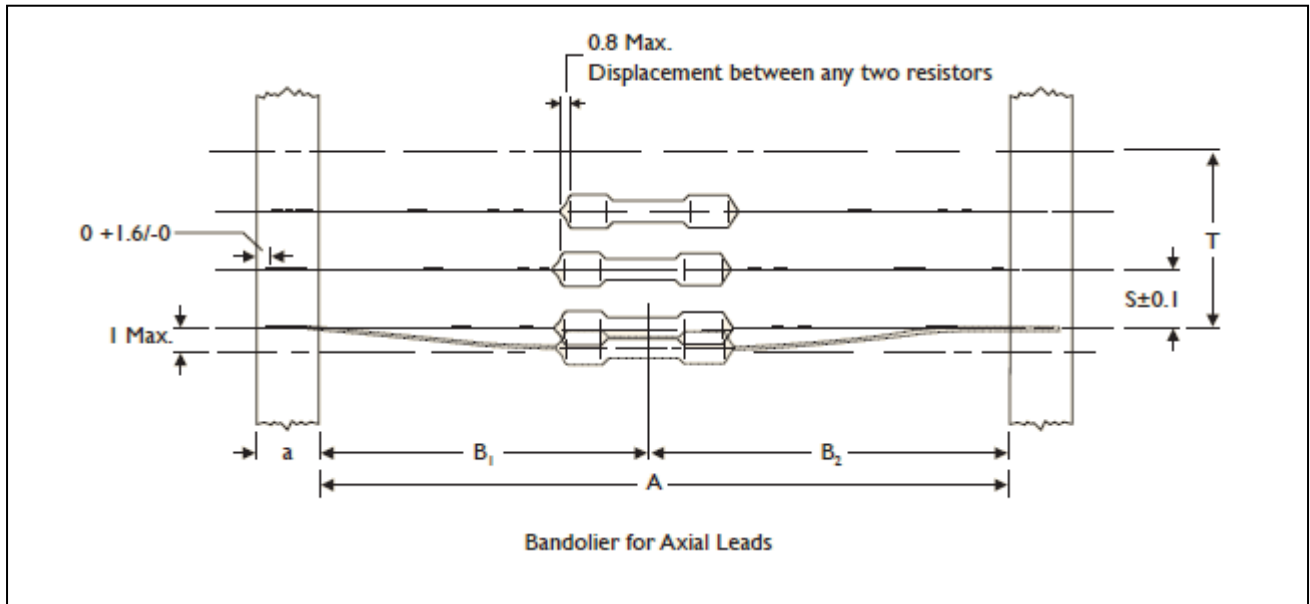 0.8 Max.
Displacement between any two resistors
0 +1.6/-0
T
S±0.1
1 Max.
a
B₁
B₂
A
Bandolier for Axial Leads